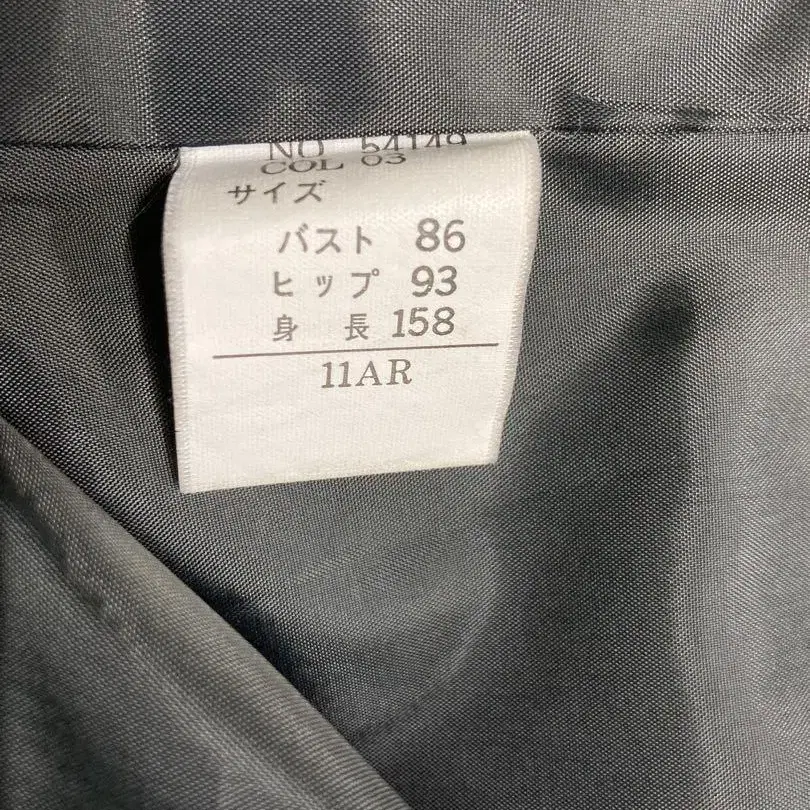 NO 54149
COL 03
サイズ
バスト 86
ヒップ 93
身 長 158
11AR